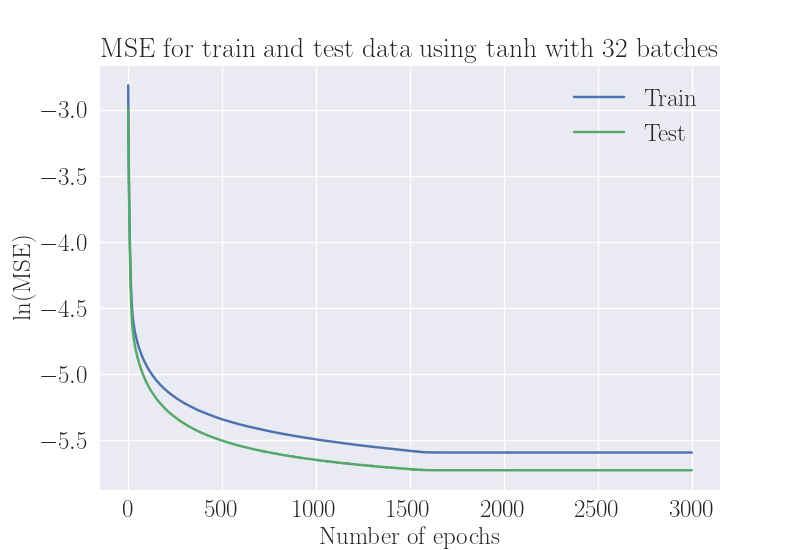 MSE for train and test data using tanh with 32 batches
Train
Test
−3.0
−3.5
−4.0
−4.5
−5.0
−5.5
ln(MSE)
0 500 1000 1500 2000 2500 3000
Number of epochs